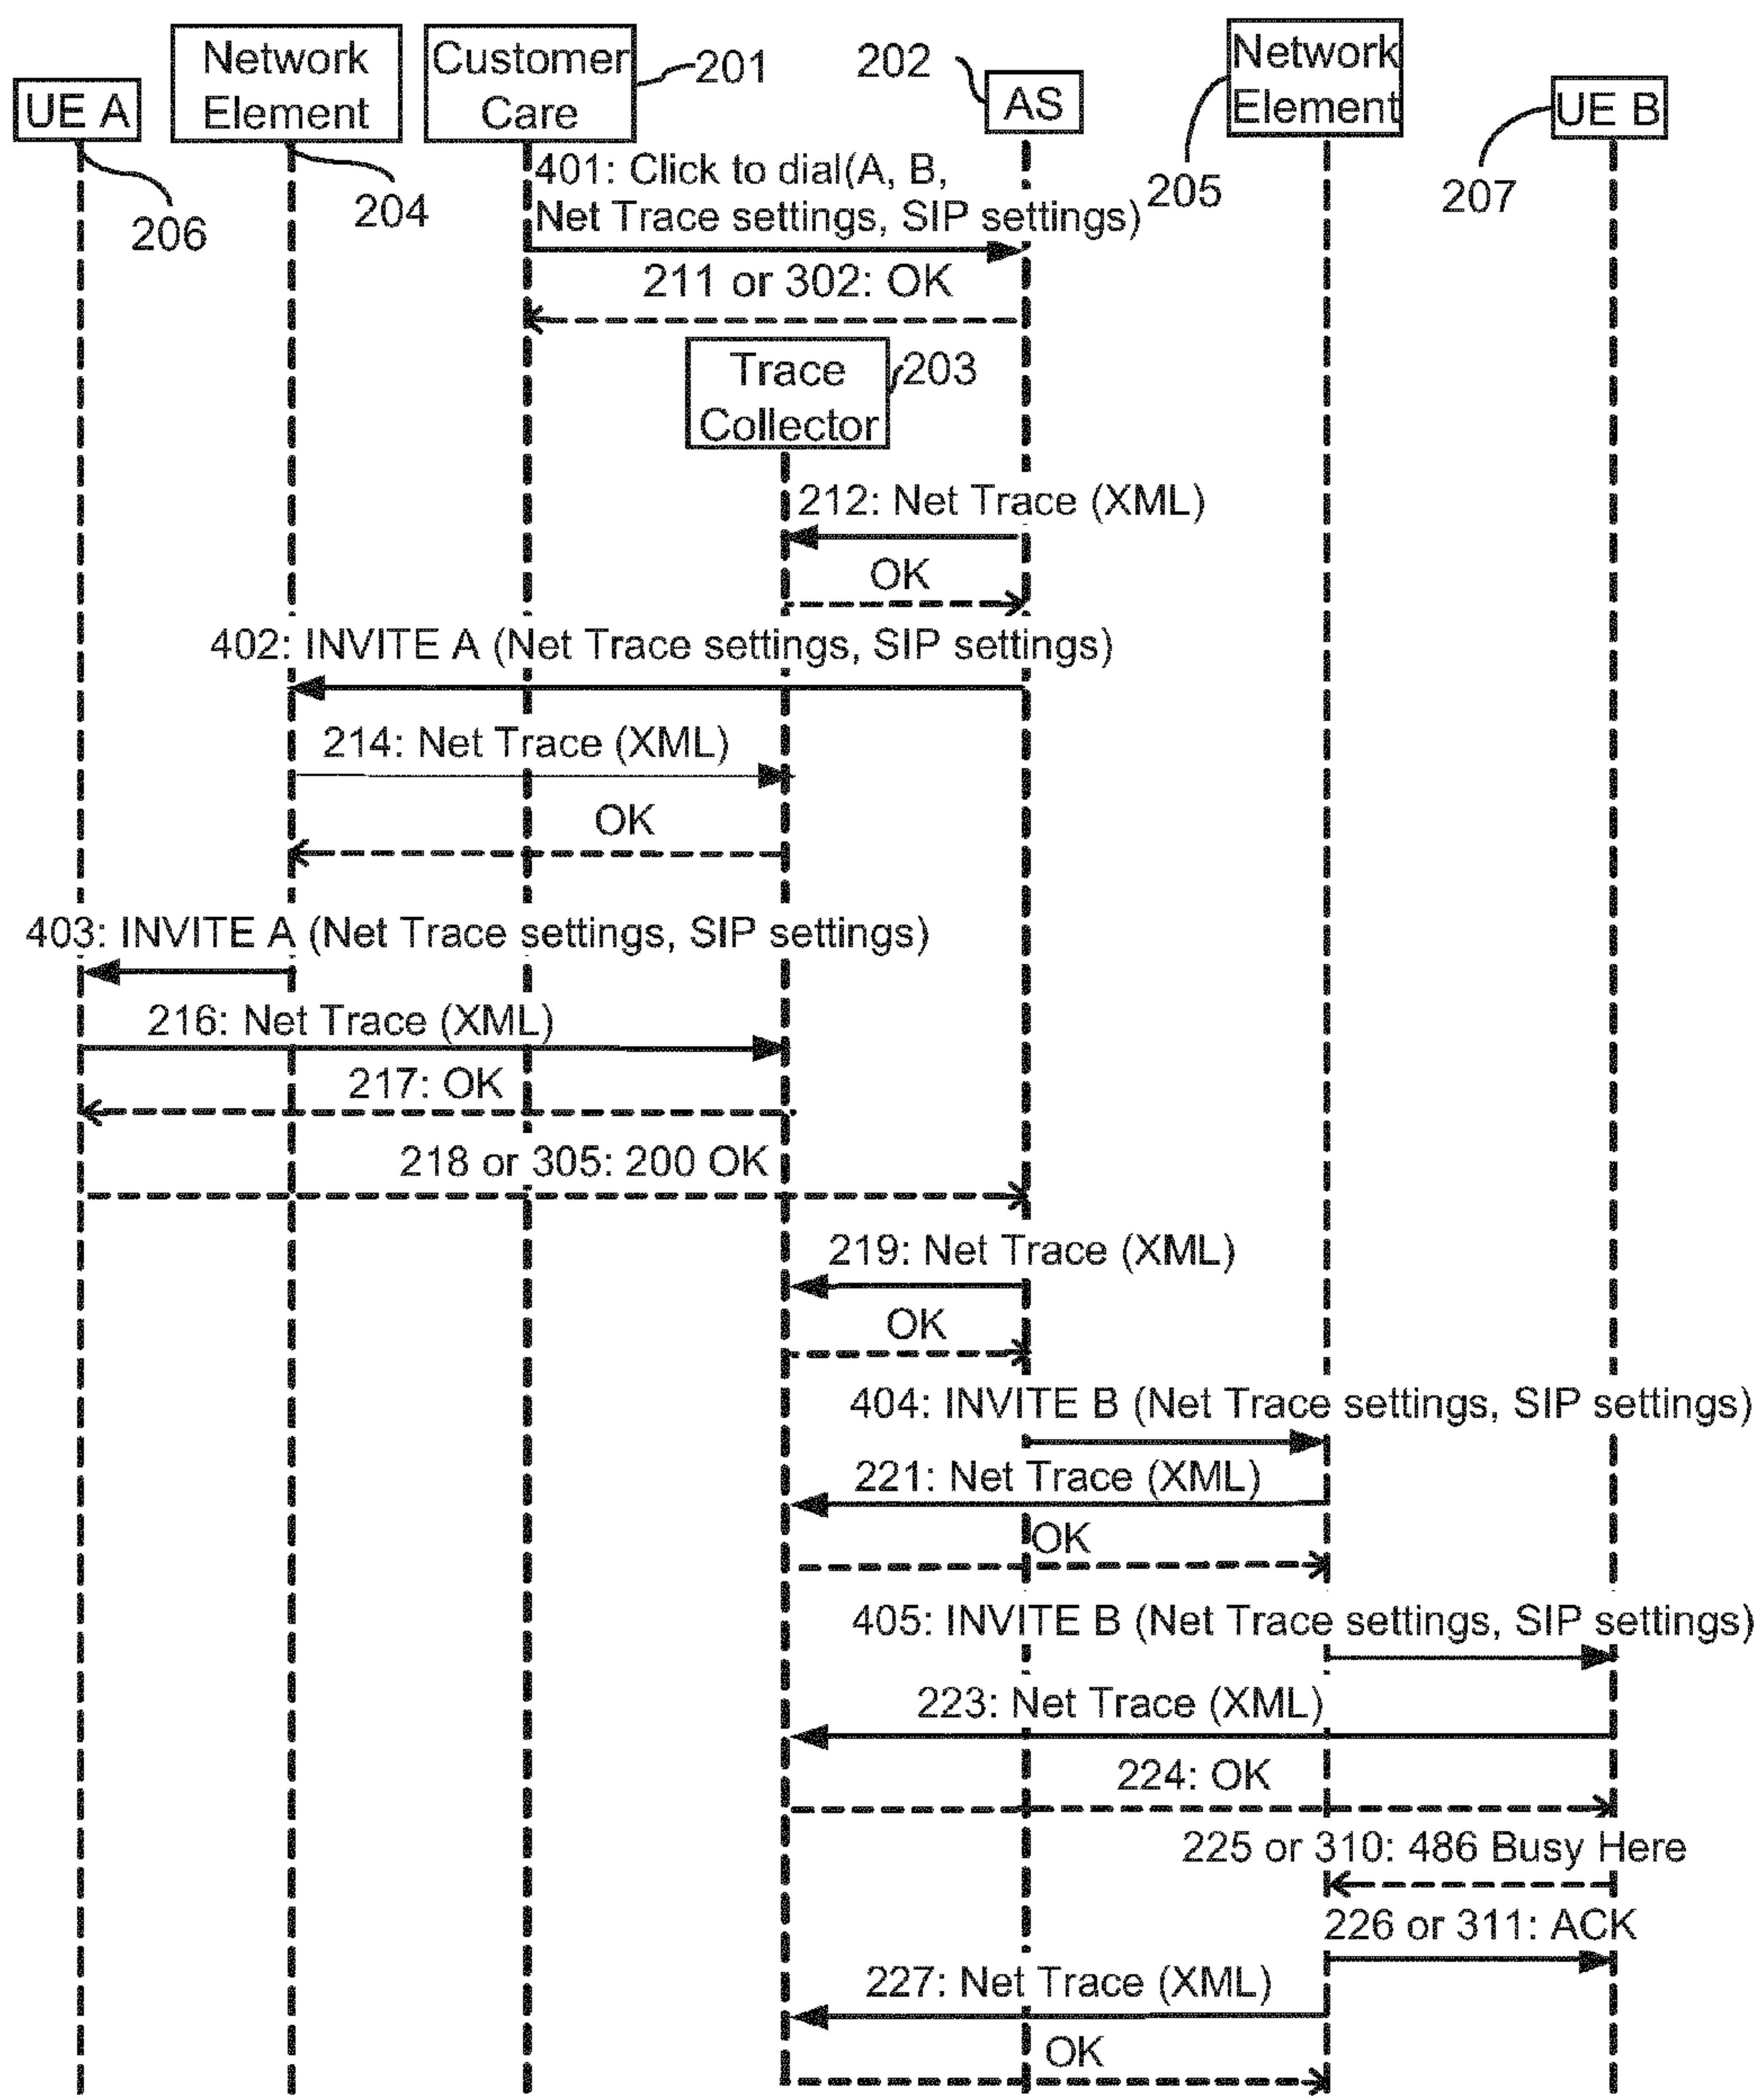 UE A
Network
Element
Customer
Care
201
202
AS
Network
Element
UE B
206
204
205
207
401: Click to dial(A, B,
Net Trace settings, SIP settings)
211 or 302: OK
Trace
Collector
203
212: Net Trace (XML)
OK
402: INVITE A (Net Trace settings, SIP settings)
214: Net Trace (XML)
OK
403: INVITE A (Net Trace settings, SIP settings)
216: Net Trace (XML)
217: OK
218 or 305: 200 OK
219: Net Trace (XML)
OK
404: INVITE B (Net Trace settings, SIP settings)
221: Net Trace (XML)
OK
405: INVITE B (Net Trace settings, SIP settings)
223: Net Trace (XML)
224: OK
225 or 310: 486 Busy Here
226 or 311: ACK
227: Net Trace (XML)
OK